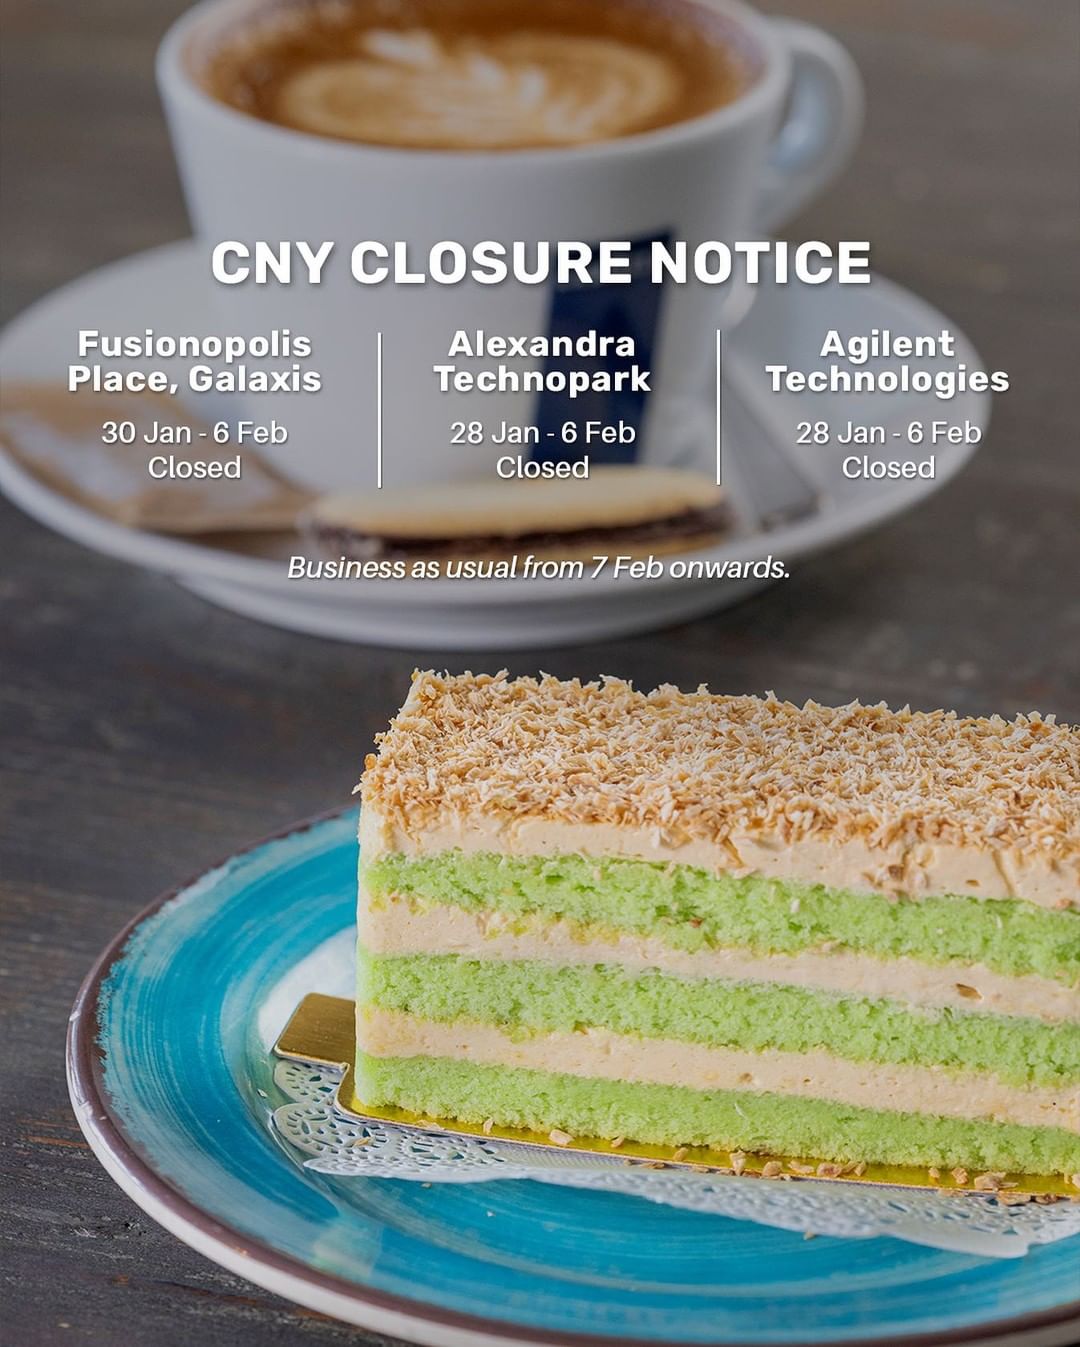 CNY CLOSURE NOTICE
Fusionopolis
Place, Galaxis
30 Jan - 6 Feb
Closed
Alexandra
Technopark
28 Jan - 6 Feb
Closed
Agilent
Technologies
28 Jan - 6 Feb
Closed
Business as usual from 7 Feb onwards.